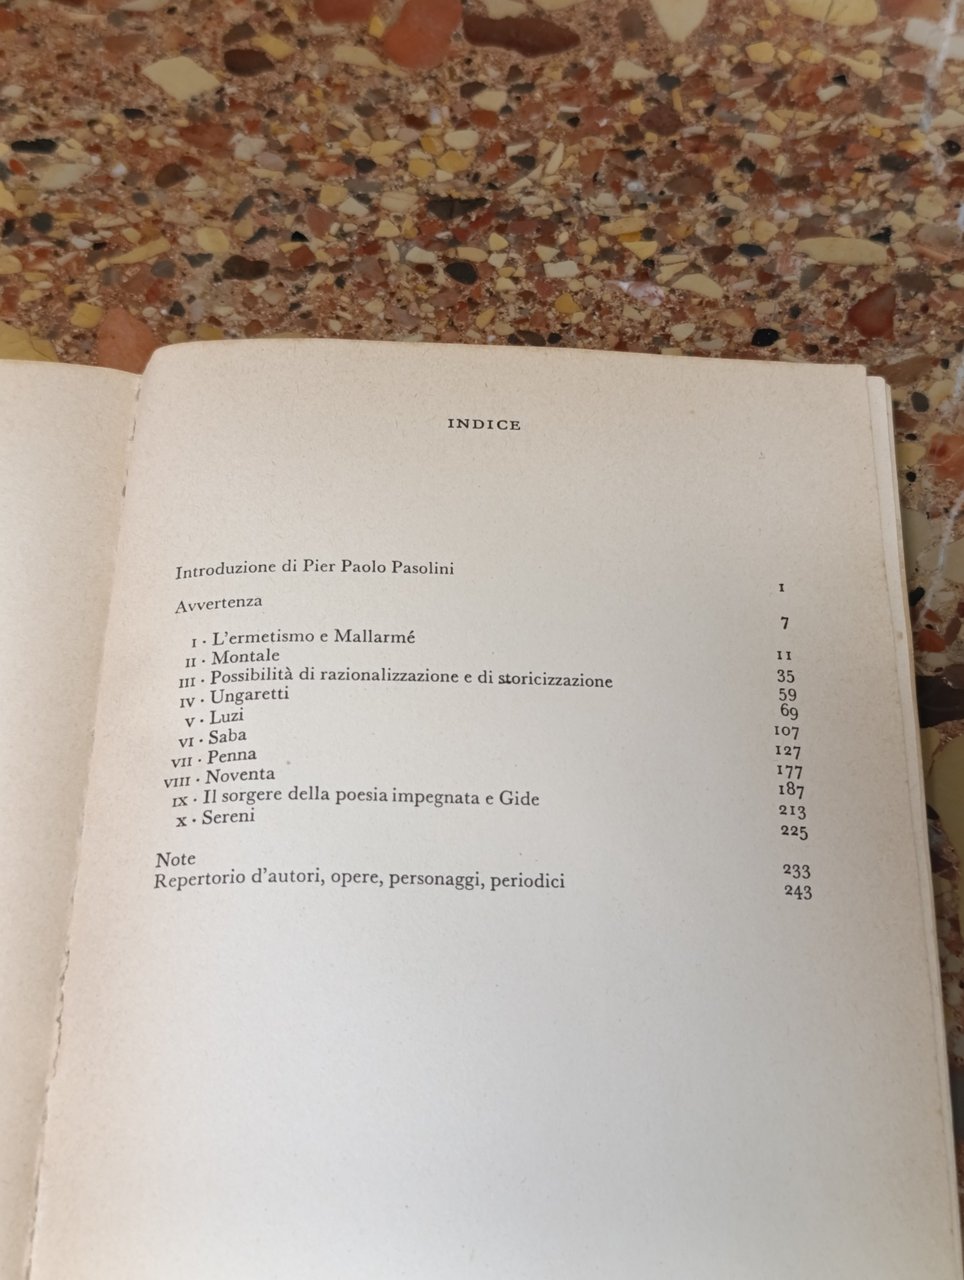 INDICE
Introduzione di Pier Paolo Pasolini 1
Avvertenza 7
I · L'ermetismo e Mallarmé 11
II · Montale 35
III · Possibilità di razionalizzazione e di storicizzazione 59
IV · Ungaretti 69
V · Luzi 107
VI · Saba 127
VII · Penna 177
VIII · Noventa 187
IX · Il sorgere della poesia impegnata e Gide 213
X · Sereni 225
Note 233
Repertorio d'autori, opere, personaggi, periodici 243